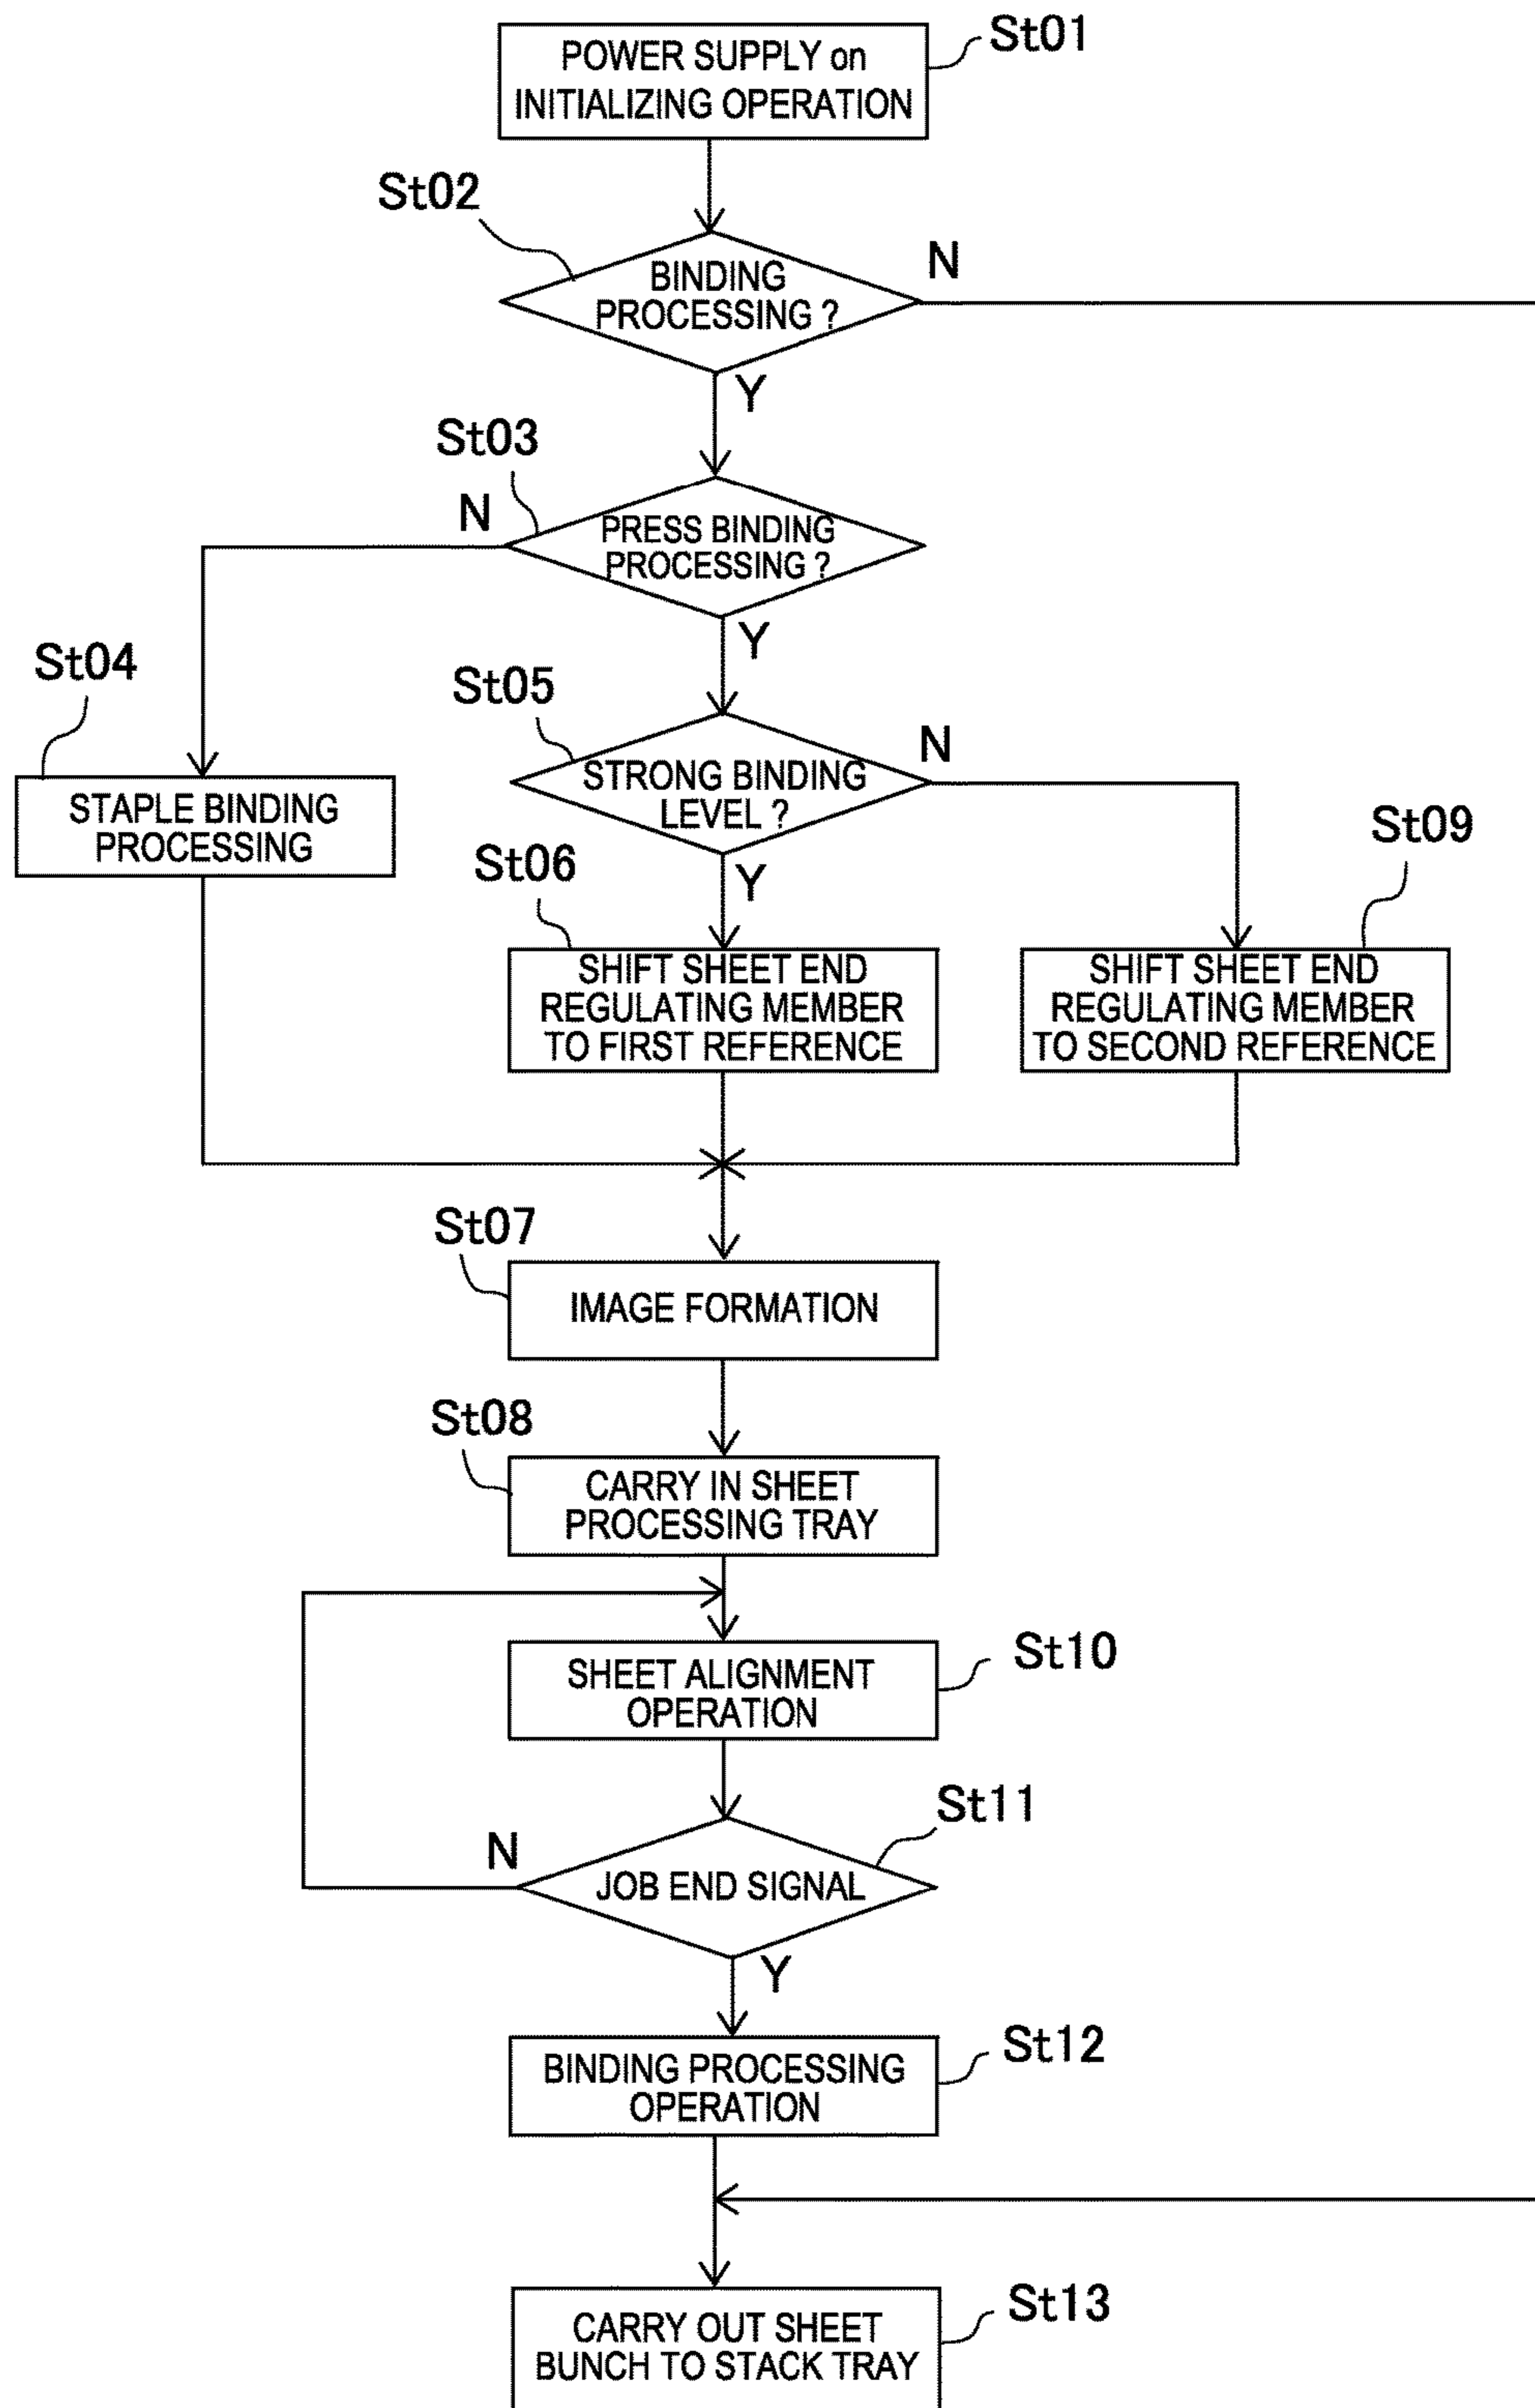 St01
POWER SUPPLY on
INITIALIZING OPERATION
St02
BINDING
PROCESSING ?
N
Y
St03
N
PRESS BINDING
PROCESSING ?
Y
St04
STAPLE BINDING
PROCESSING
St05
STRONG BINDING
LEVEL ?
N
Y
St06
SHIFT SHEET END
REGULATING MEMBER
TO FIRST REFERENCE
St09
SHIFT SHEET END
REGULATING MEMBER
TO SECOND REFERENCE
St07
IMAGE FORMATION
St08
CARRY IN SHEET
PROCESSING TRAY
St10
SHEET ALIGNMENT
OPERATION
St11
N
JOB END SIGNAL
Y
St12
BINDING PROCESSING
OPERATION
St13
CARRY OUT SHEET
BUNCH TO STACK TRAY